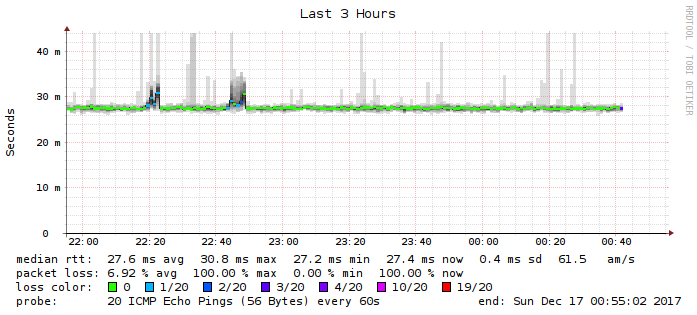 Last 3 Hours
RRDTOOL / TOBI OETIKER
Seconds
40 m
30 m
20 m
10 m
0
22:00 22:20 22:40 23:00 23:20 23:40 00:00 00:20 00:40
median rtt: 27.6 ms avg 30.8 ms max 27.2 ms min 27.4 ms now 0.4 ms sd 61.5 am/s
packet loss: 6.92 % avg 100.00 % max 0.00 % min 100.00 % now
loss color: 0 1/20 2/20 3/20 4/20 10/20 19/20
probe: 20 ICMP Echo Pings (56 Bytes) every 60s end: Sun Dec 17 00:55:02 2017